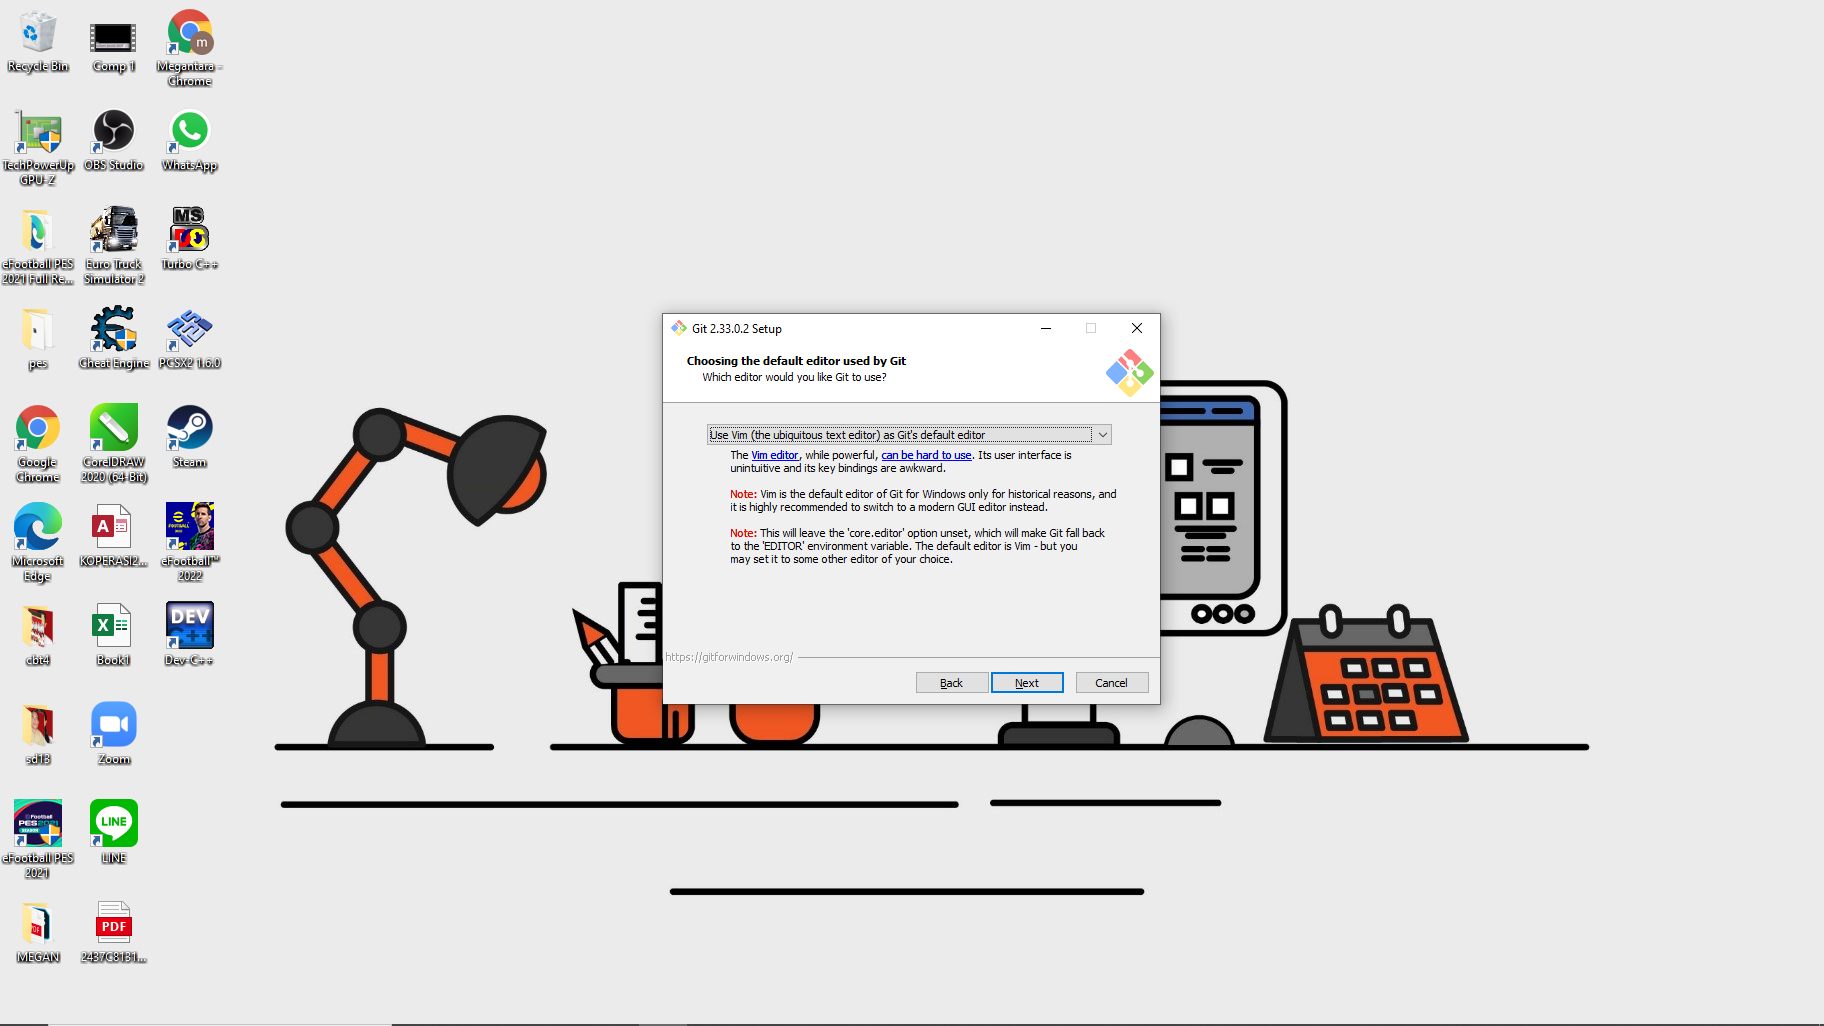 Recycle Bin
Comp 1
Megantara -
Chrome
m
TechPowerUp
GPU-Z
OBS Studio
WhatsApp
eFootball PES
2021 Full Re...
Euro Truck
Simulator 2
MS
Turbo C++
pes
Cheat Engine
PCSX2 1.6.0
Google
Chrome
CorelDRAW
2020 (64-Bit)
Steam
Microsoft
Edge
A
KOPERASI2...
eFootball™
2022
cbt4
X
Book1
DEV
C++
Dev-C++
sd13
Zoom
eFootball
PES2021
eFootball PES
2021
LINE
LINE
MEGAN
PDF
2437C8131...
Git 2.33.0.2 Setup
Choosing the default editor used by Git
Which editor would you like Git to use?
Use Vim (the ubiquitous text editor) as Git's default editor
The Vim editor, while powerful, can be hard to use. Its user interface is
unintuitive and its key bindings are awkward.
Note: Vim is the default editor of Git for Windows only for historical reasons, and
it is highly recommended to switch to a modern GUI editor instead.
Note: This will leave the 'core.editor' option unset, which will make Git fall back
to the 'EDITOR' environment variable. The default editor is Vim - but you
may set it to some other editor of your choice.
https://gitforwindows.org/
Back
Next
Cancel